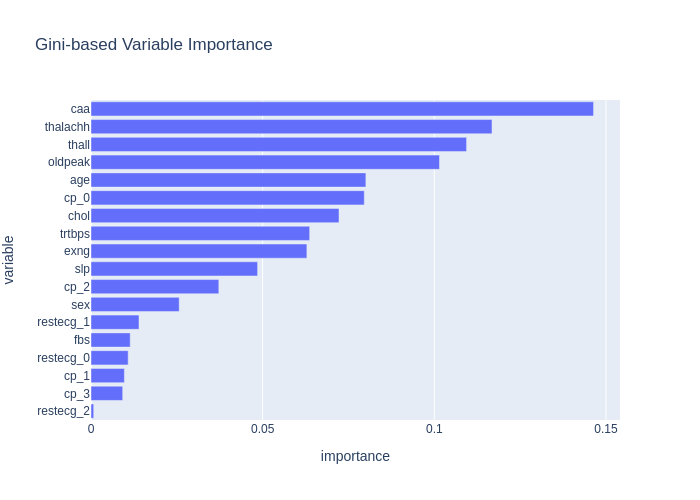 Gini-based Variable Importance
variable
caa
thalachh
thall
oldpeak
age
cp_0
chol
trtbps
exng
slp
cp_2
sex
restecg_1
fbs
restecg_0
cp_1
cp_3
restecg_2
0 0.05 0.1 0.15
importance